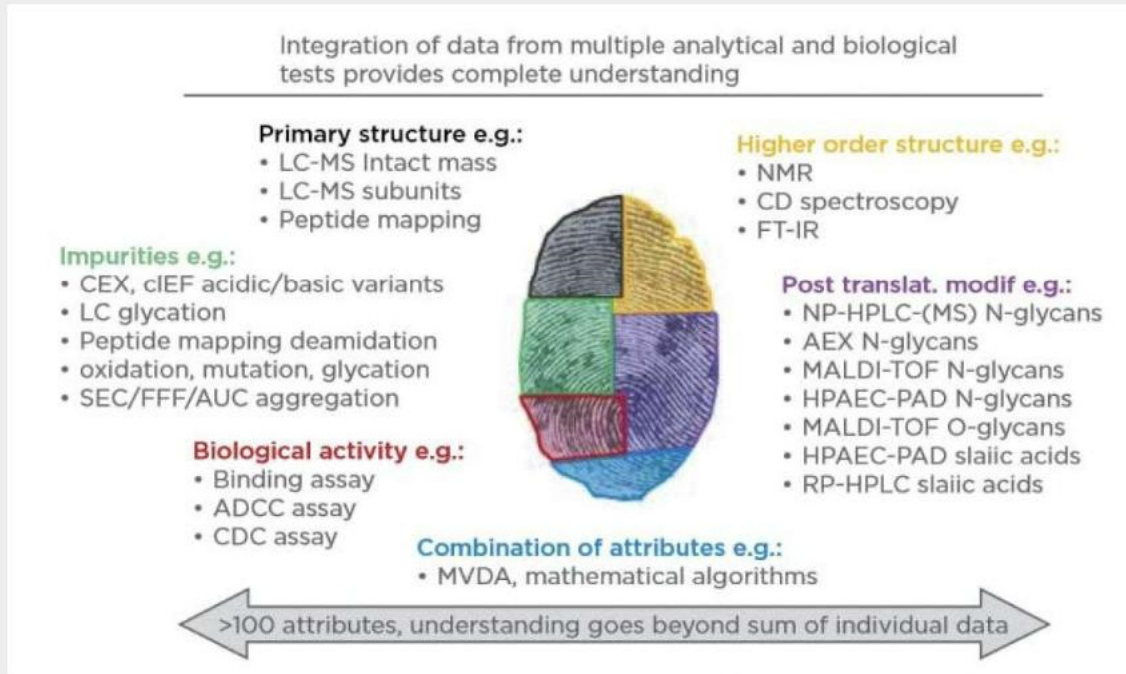 Integration of data from multiple analytical and biological
tests provides complete understanding
Primary structure e.g.:
• LC-MS Intact mass
• LC-MS subunits
• Peptide mapping
Higher order structure e.g.:
• NMR
• CD spectroscopy
• FT-IR
Impurities e.g.:
• CEX, cIEF acidic/basic variants
• LC glycation
• Peptide mapping deamidation
• oxidation, mutation, glycation
• SEC/FFF/AUC aggregation
Post translat. modif e.g.:
• NP-HPLC-(MS) N-glycans
• AEX N-glycans
• MALDI-TOF N-glycans
• HPAEC-PAD N-glycans
• MALDI-TOF O-glycans
• HPAEC-PAD slaiic acids
• RP-HPLC slaiic acids
Biological activity e.g.:
• Binding assay
• ADCC assay
• CDC assay
Combination of attributes e.g.:
• MVDA, mathematical algorithms
>100 attributes, understanding goes beyond sum of individual data